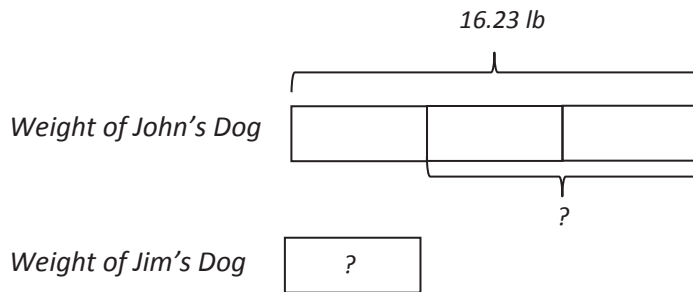 16.23 lb
Weight of John's Dog
?
Weight of Jim's Dog
?